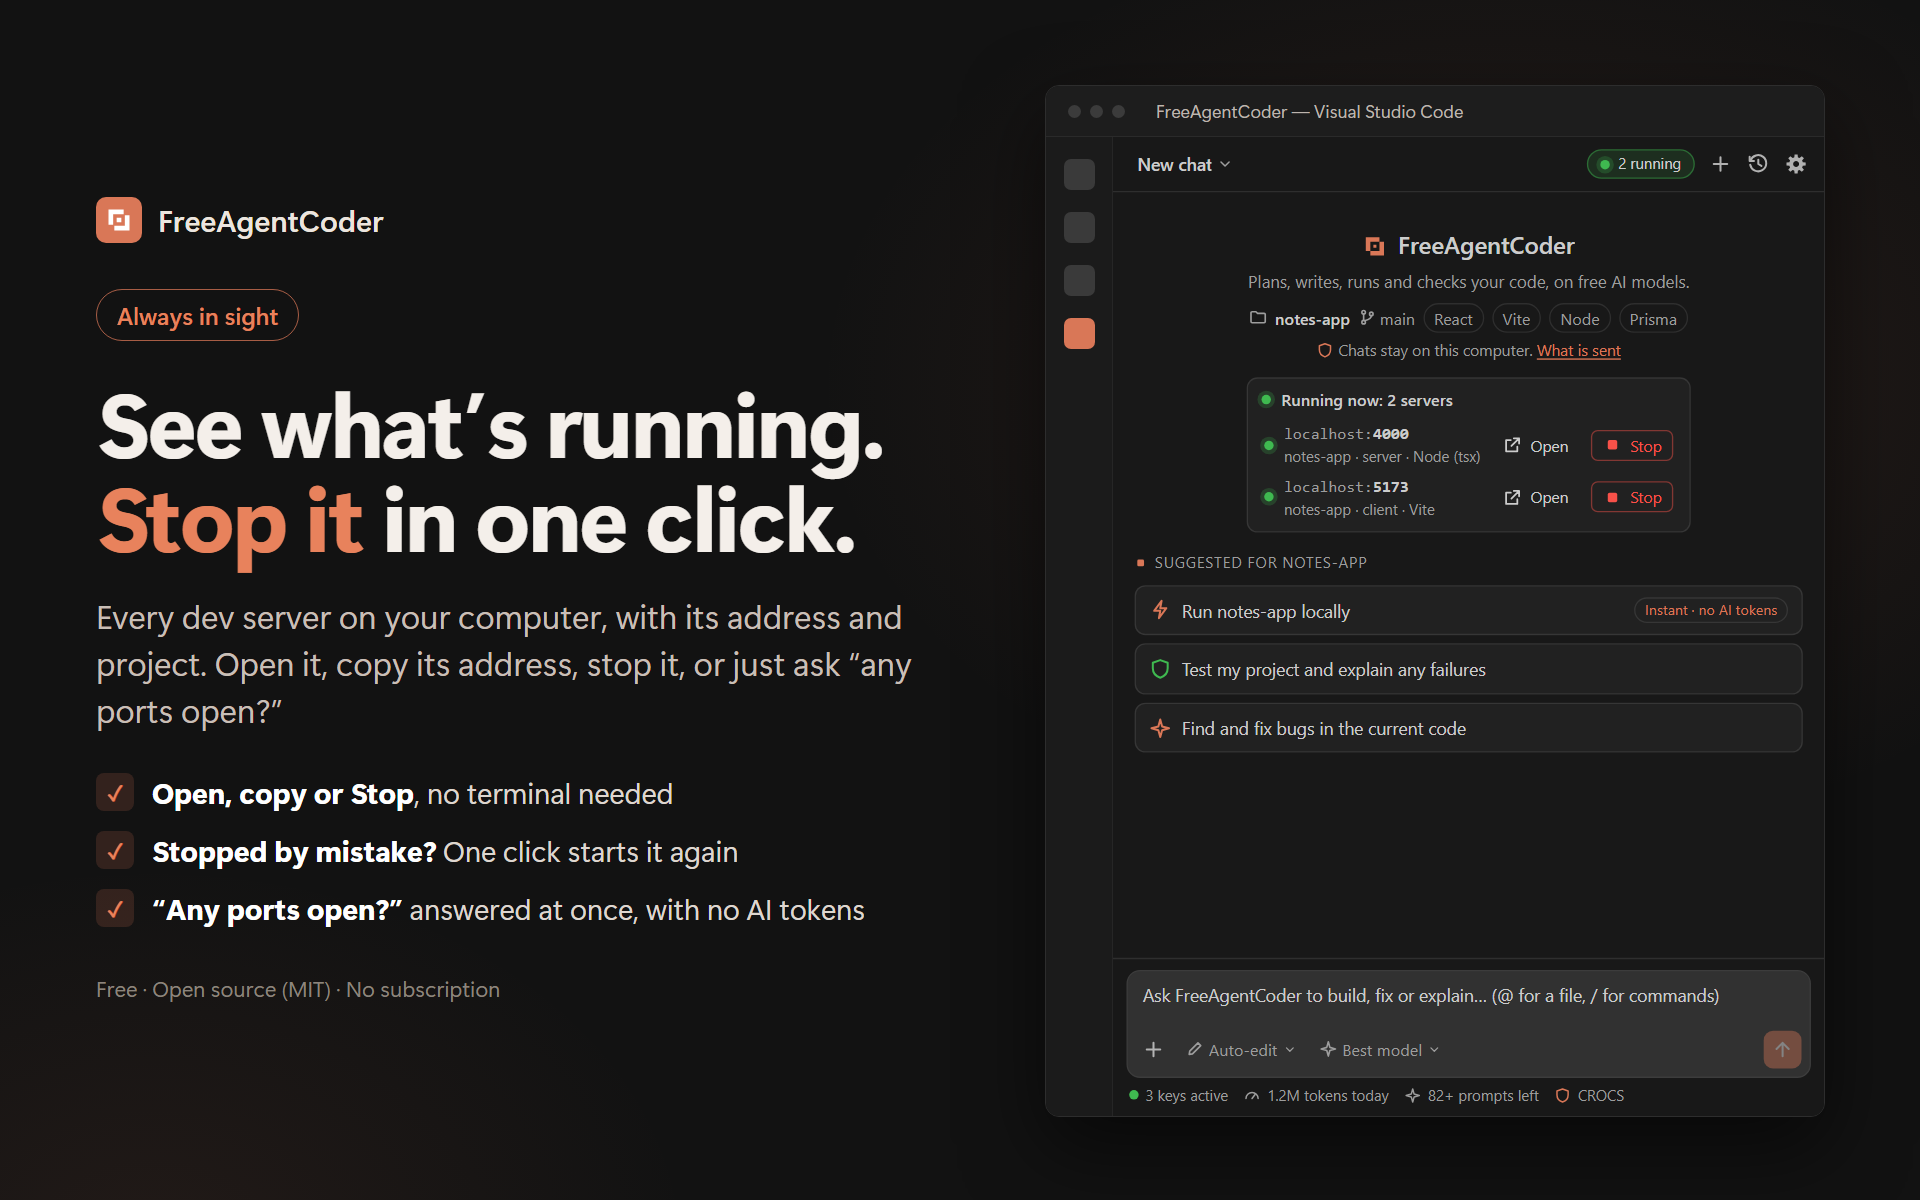 FreeAgentCoder
Always in sight
See what’s running.
Stop it in one click.
Every dev server on your computer, with its address and
project. Open it, copy its address, stop it, or just ask “any
ports open?”
Open, copy or Stop, no terminal needed
Stopped by mistake? One click starts it again
“Any ports open?” answered at once, with no AI tokens
Free · Open source (MIT) · No subscription
FreeAgentCoder — Visual Studio Code
New chat
2 running
FreeAgentCoder
Plans, writes, runs and checks your code, on free AI models.
notes-app main React Vite Node Prisma
Chats stay on this computer. What is sent
Running now: 2 servers
localhost:4000
notes-app · server · Node (tsx)
Open Stop
localhost:5173
notes-app · client · Vite
Open Stop
SUGGESTED FOR NOTES-APP
Run notes-app locally
Instant · no AI tokens
Test my project and explain any failures
Find and fix bugs in the current code
Ask FreeAgentCoder to build, fix or explain... (@ for a file, / for commands)
Auto-edit Best model
3 keys active 1.2M tokens today 82+ prompts left CROCS